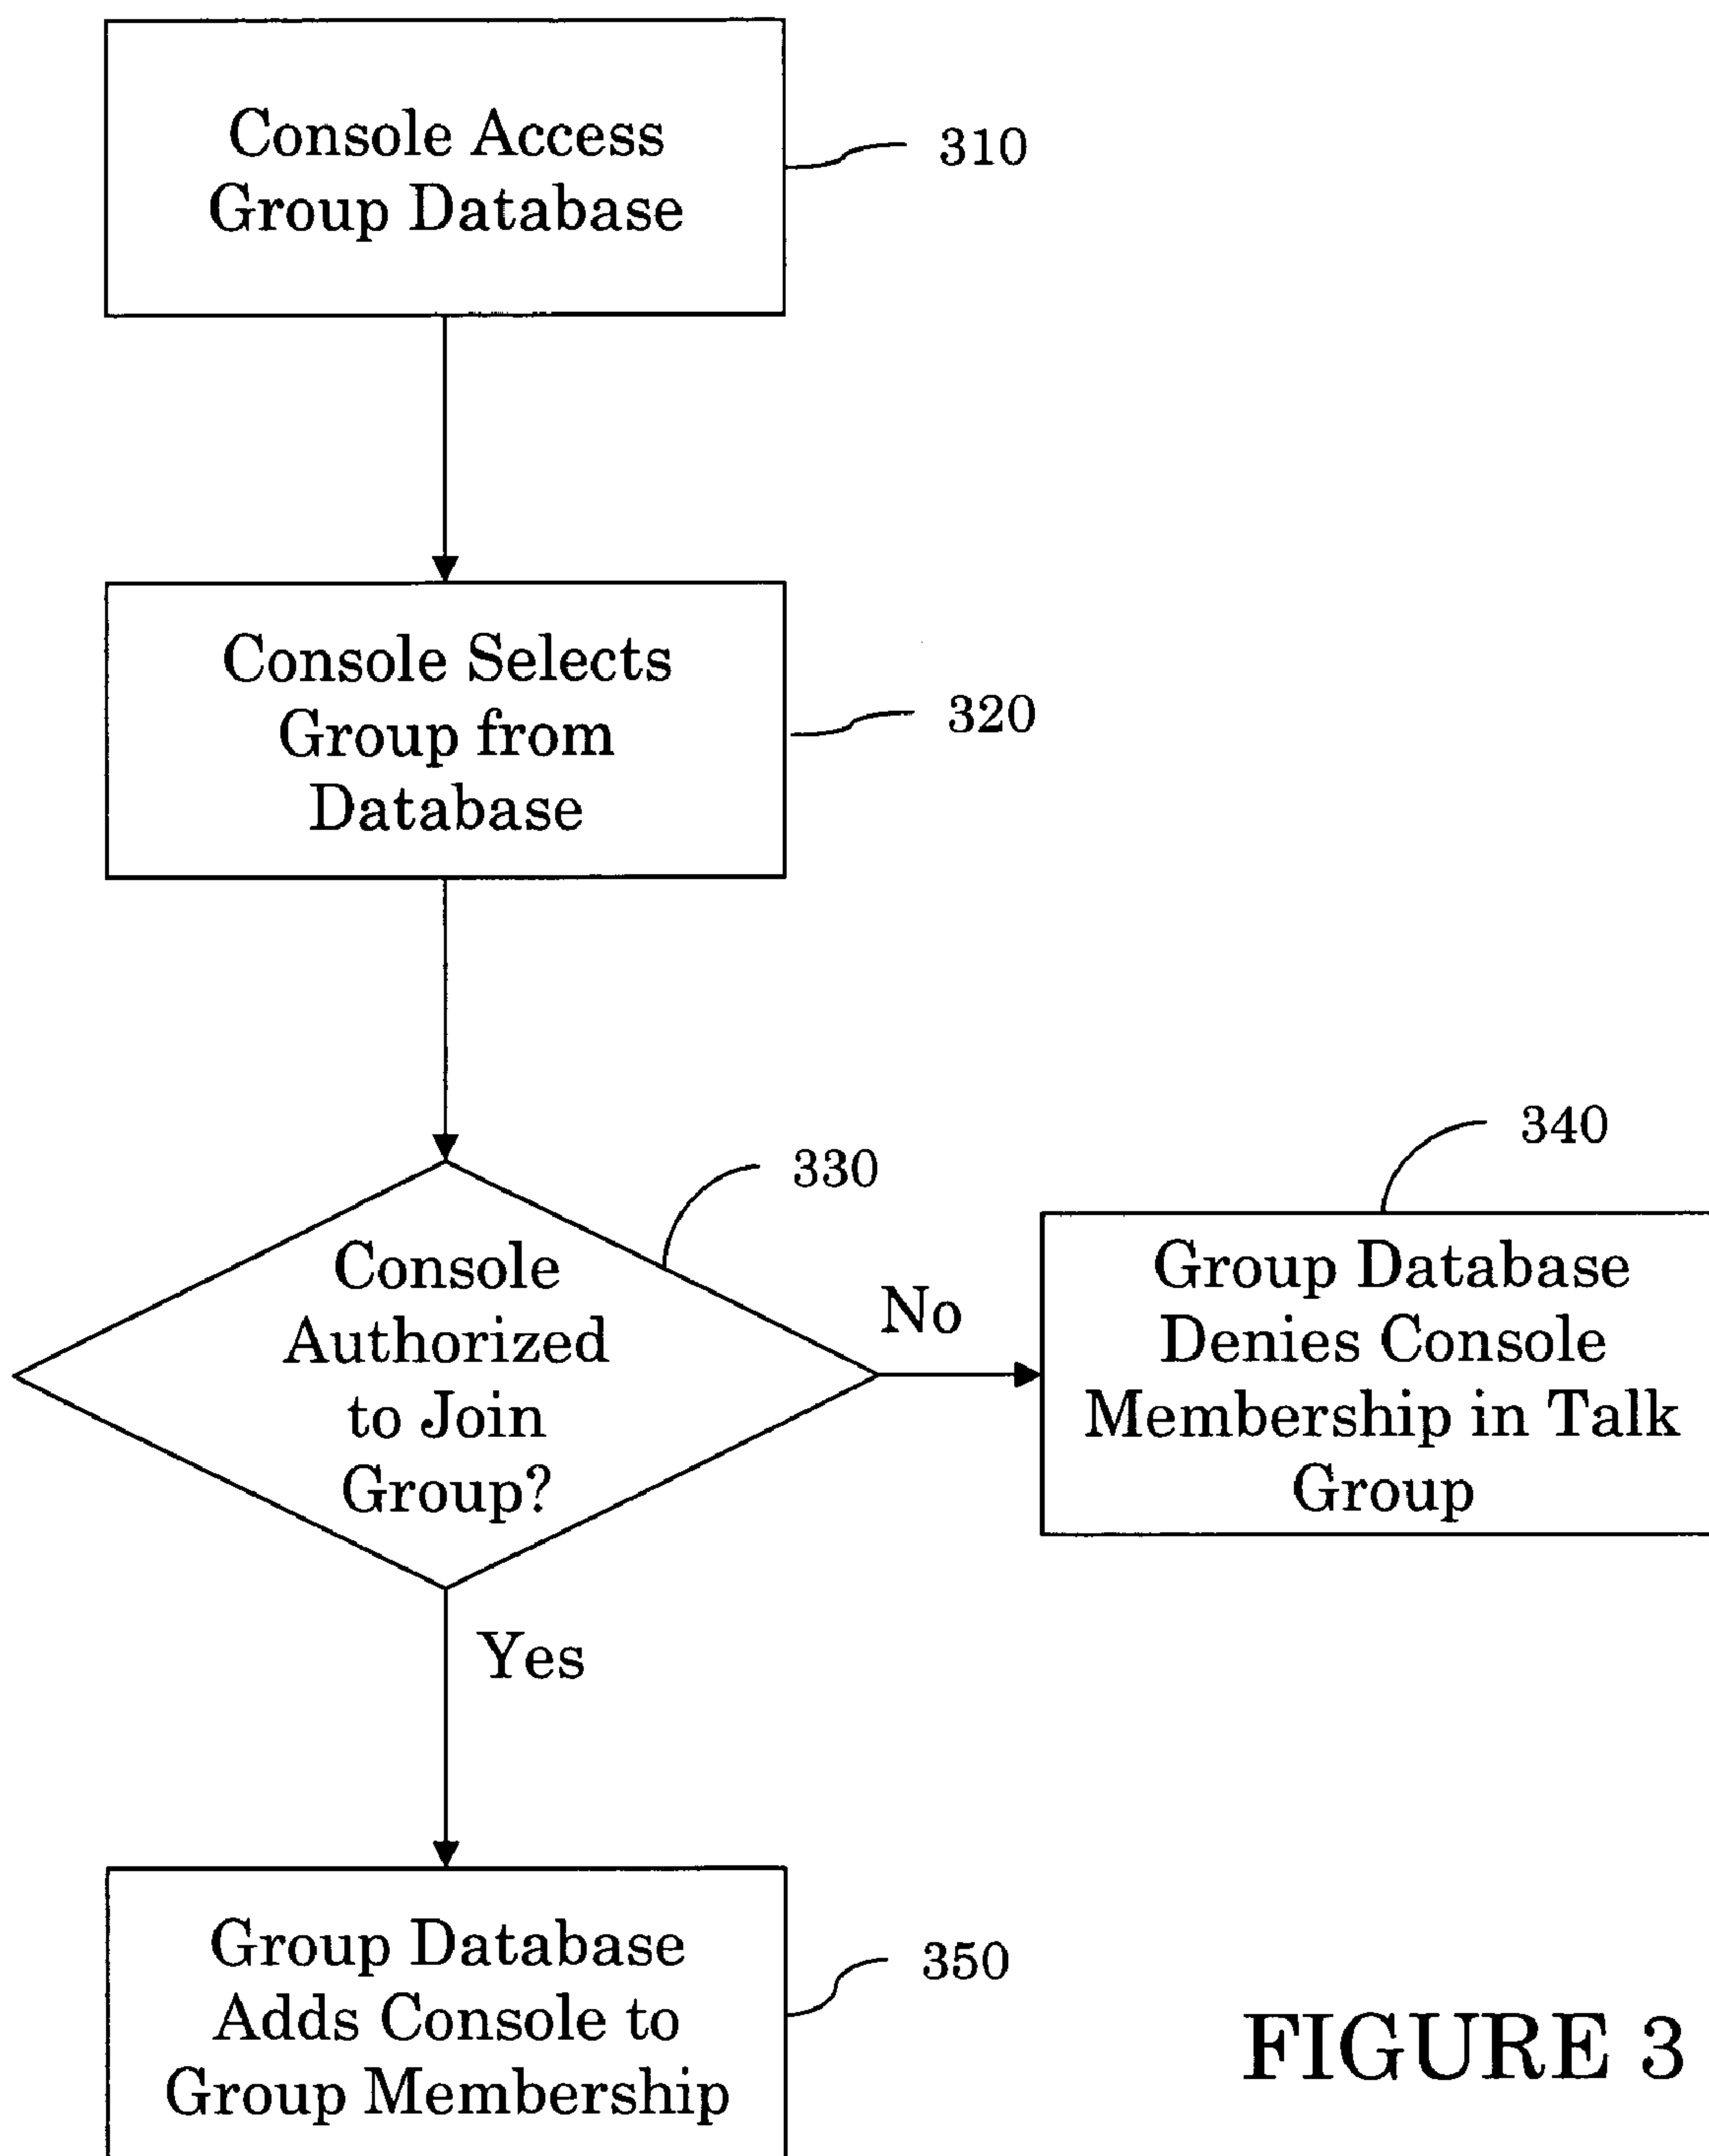 Console Access
Group Database
310
Console Selects
Group from
Database
320
Console
Authorized
to Join
Group?
330
No
340
Group Database
Denies Console
Membership in Talk
Group
Yes
Group Database
Adds Console to
Group Membership
350
FIGURE 3